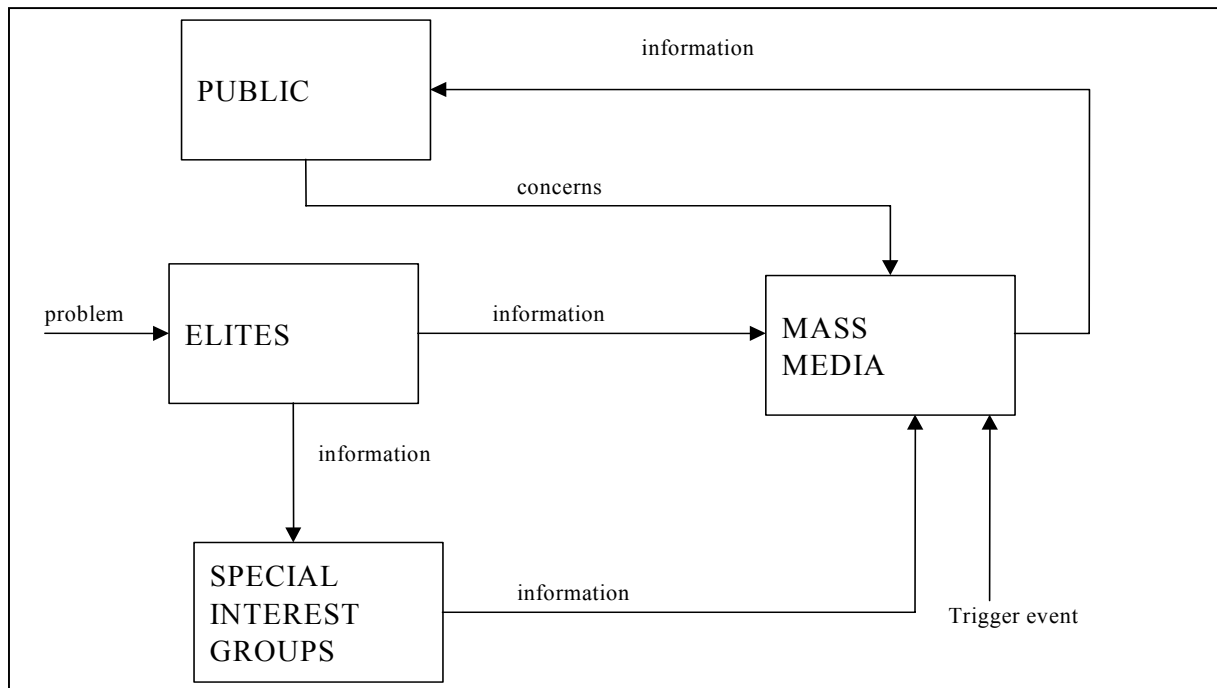 information
PUBLIC
concerns
problem
ELITES
information
MASS
MEDIA
information
SPECIAL
INTEREST
GROUPS
information
Trigger event